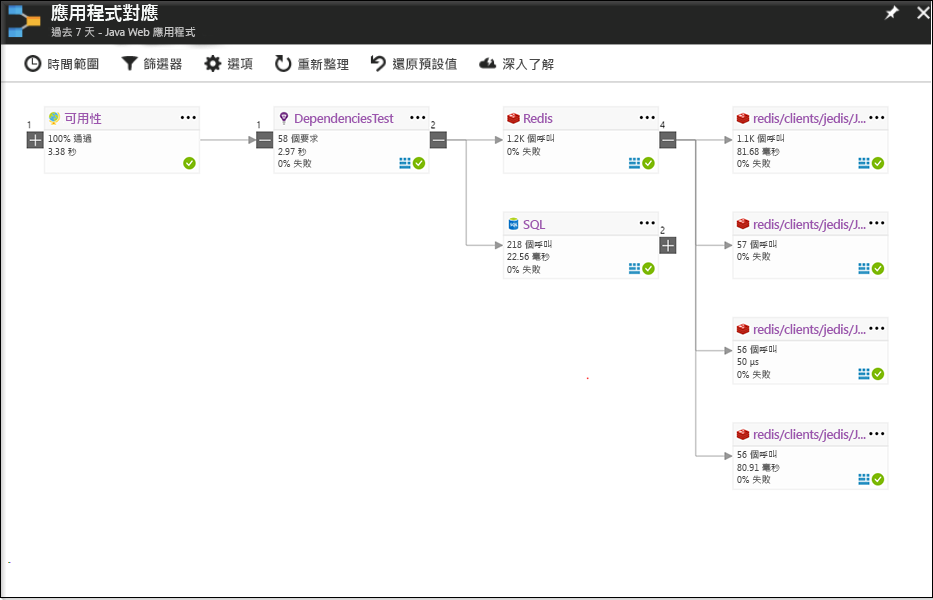 應用程式對應
過去 7 天 - Java Web 應用程式
時間範圍
篩選器
選項
重新整理
還原預設值
深入了解
1
可用性
100% 通過
3.38 秒
1
DependenciesTest
58 個要求
2.97 秒
0% 失敗
2
Redis
1.2K 個呼叫
0% 失敗
4
SQL
218 個呼叫
22.56 毫秒
0% 失敗
2
redis/clients/jedis/J...
1.1K 個呼叫
81.68 毫秒
0% 失敗
redis/clients/jedis/J...
57 個呼叫
0% 失敗
redis/clients/jedis/J...
56 個呼叫
50 µs
0% 失敗
redis/clients/jedis/J...
56 個呼叫
80.91 毫秒
0% 失敗